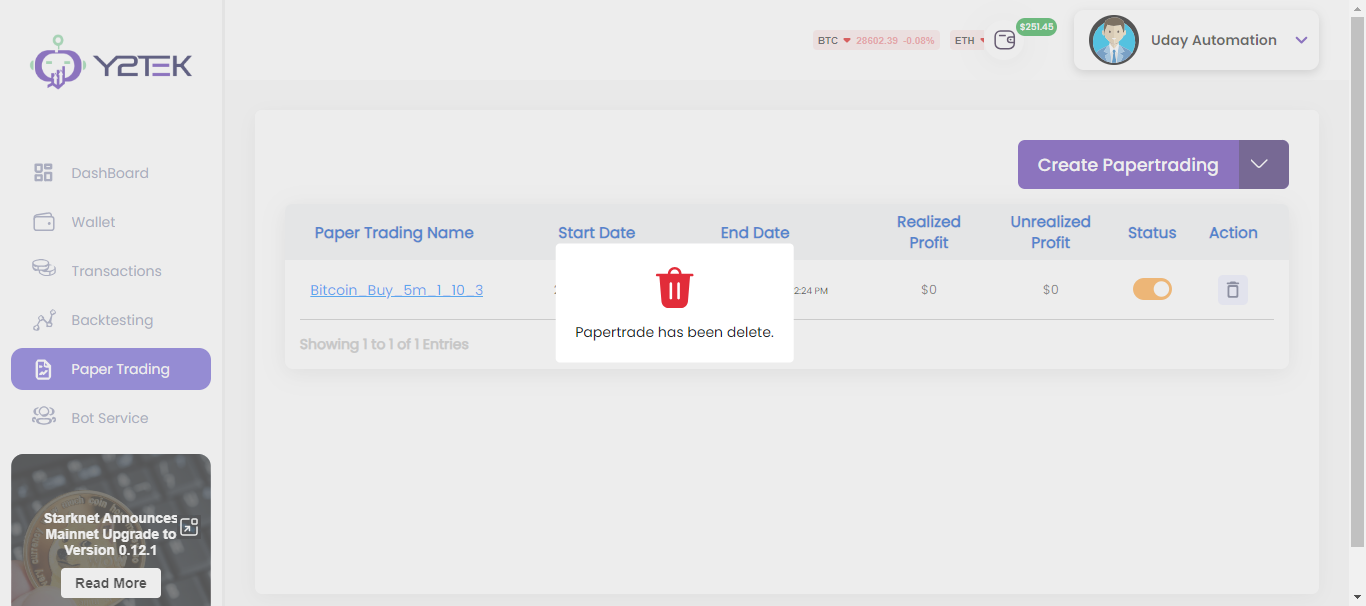 Y2TEK
BTC 28602.39 -0.08%
ETH
$251.45
Uday Automation
DashBoard
Wallet
Transactions
Backtesting
Paper Trading
Bot Service
Starknet Announces
Mainnet Upgrade to
Version 0.12.1
Read More
Create Papertrading
Paper Trading Name
Start Date
End Date
Realized
Profit
Unrealized
Profit
Status
Action
Bitcoin_Buy_5m_1_10_3
2:24 PM
$0
$0
Showing 1 to 1 of 1 Entries
Papertrade has been delete.